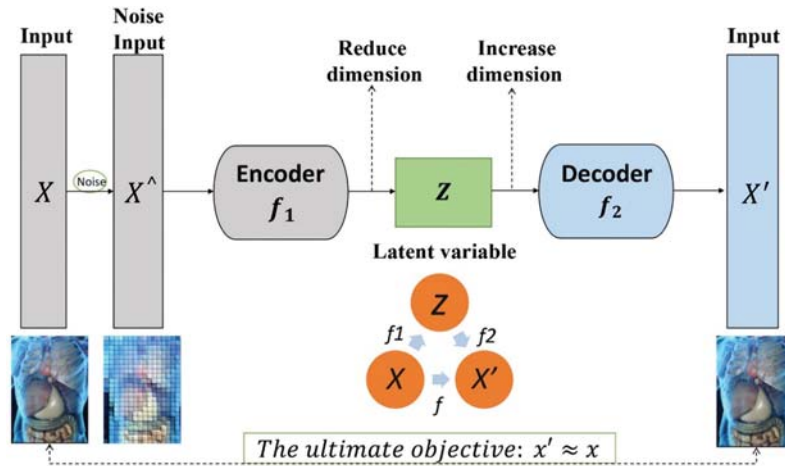 Input
Noise
Input
Reduce
dimension
Increase
dimension
Input
X
Noise
X^
Encoder
f₁
Z
Decoder
f₂
X′
Latent variable
Z
f1
f2
X
X′
f
The ultimate objective: x′ ≈ x